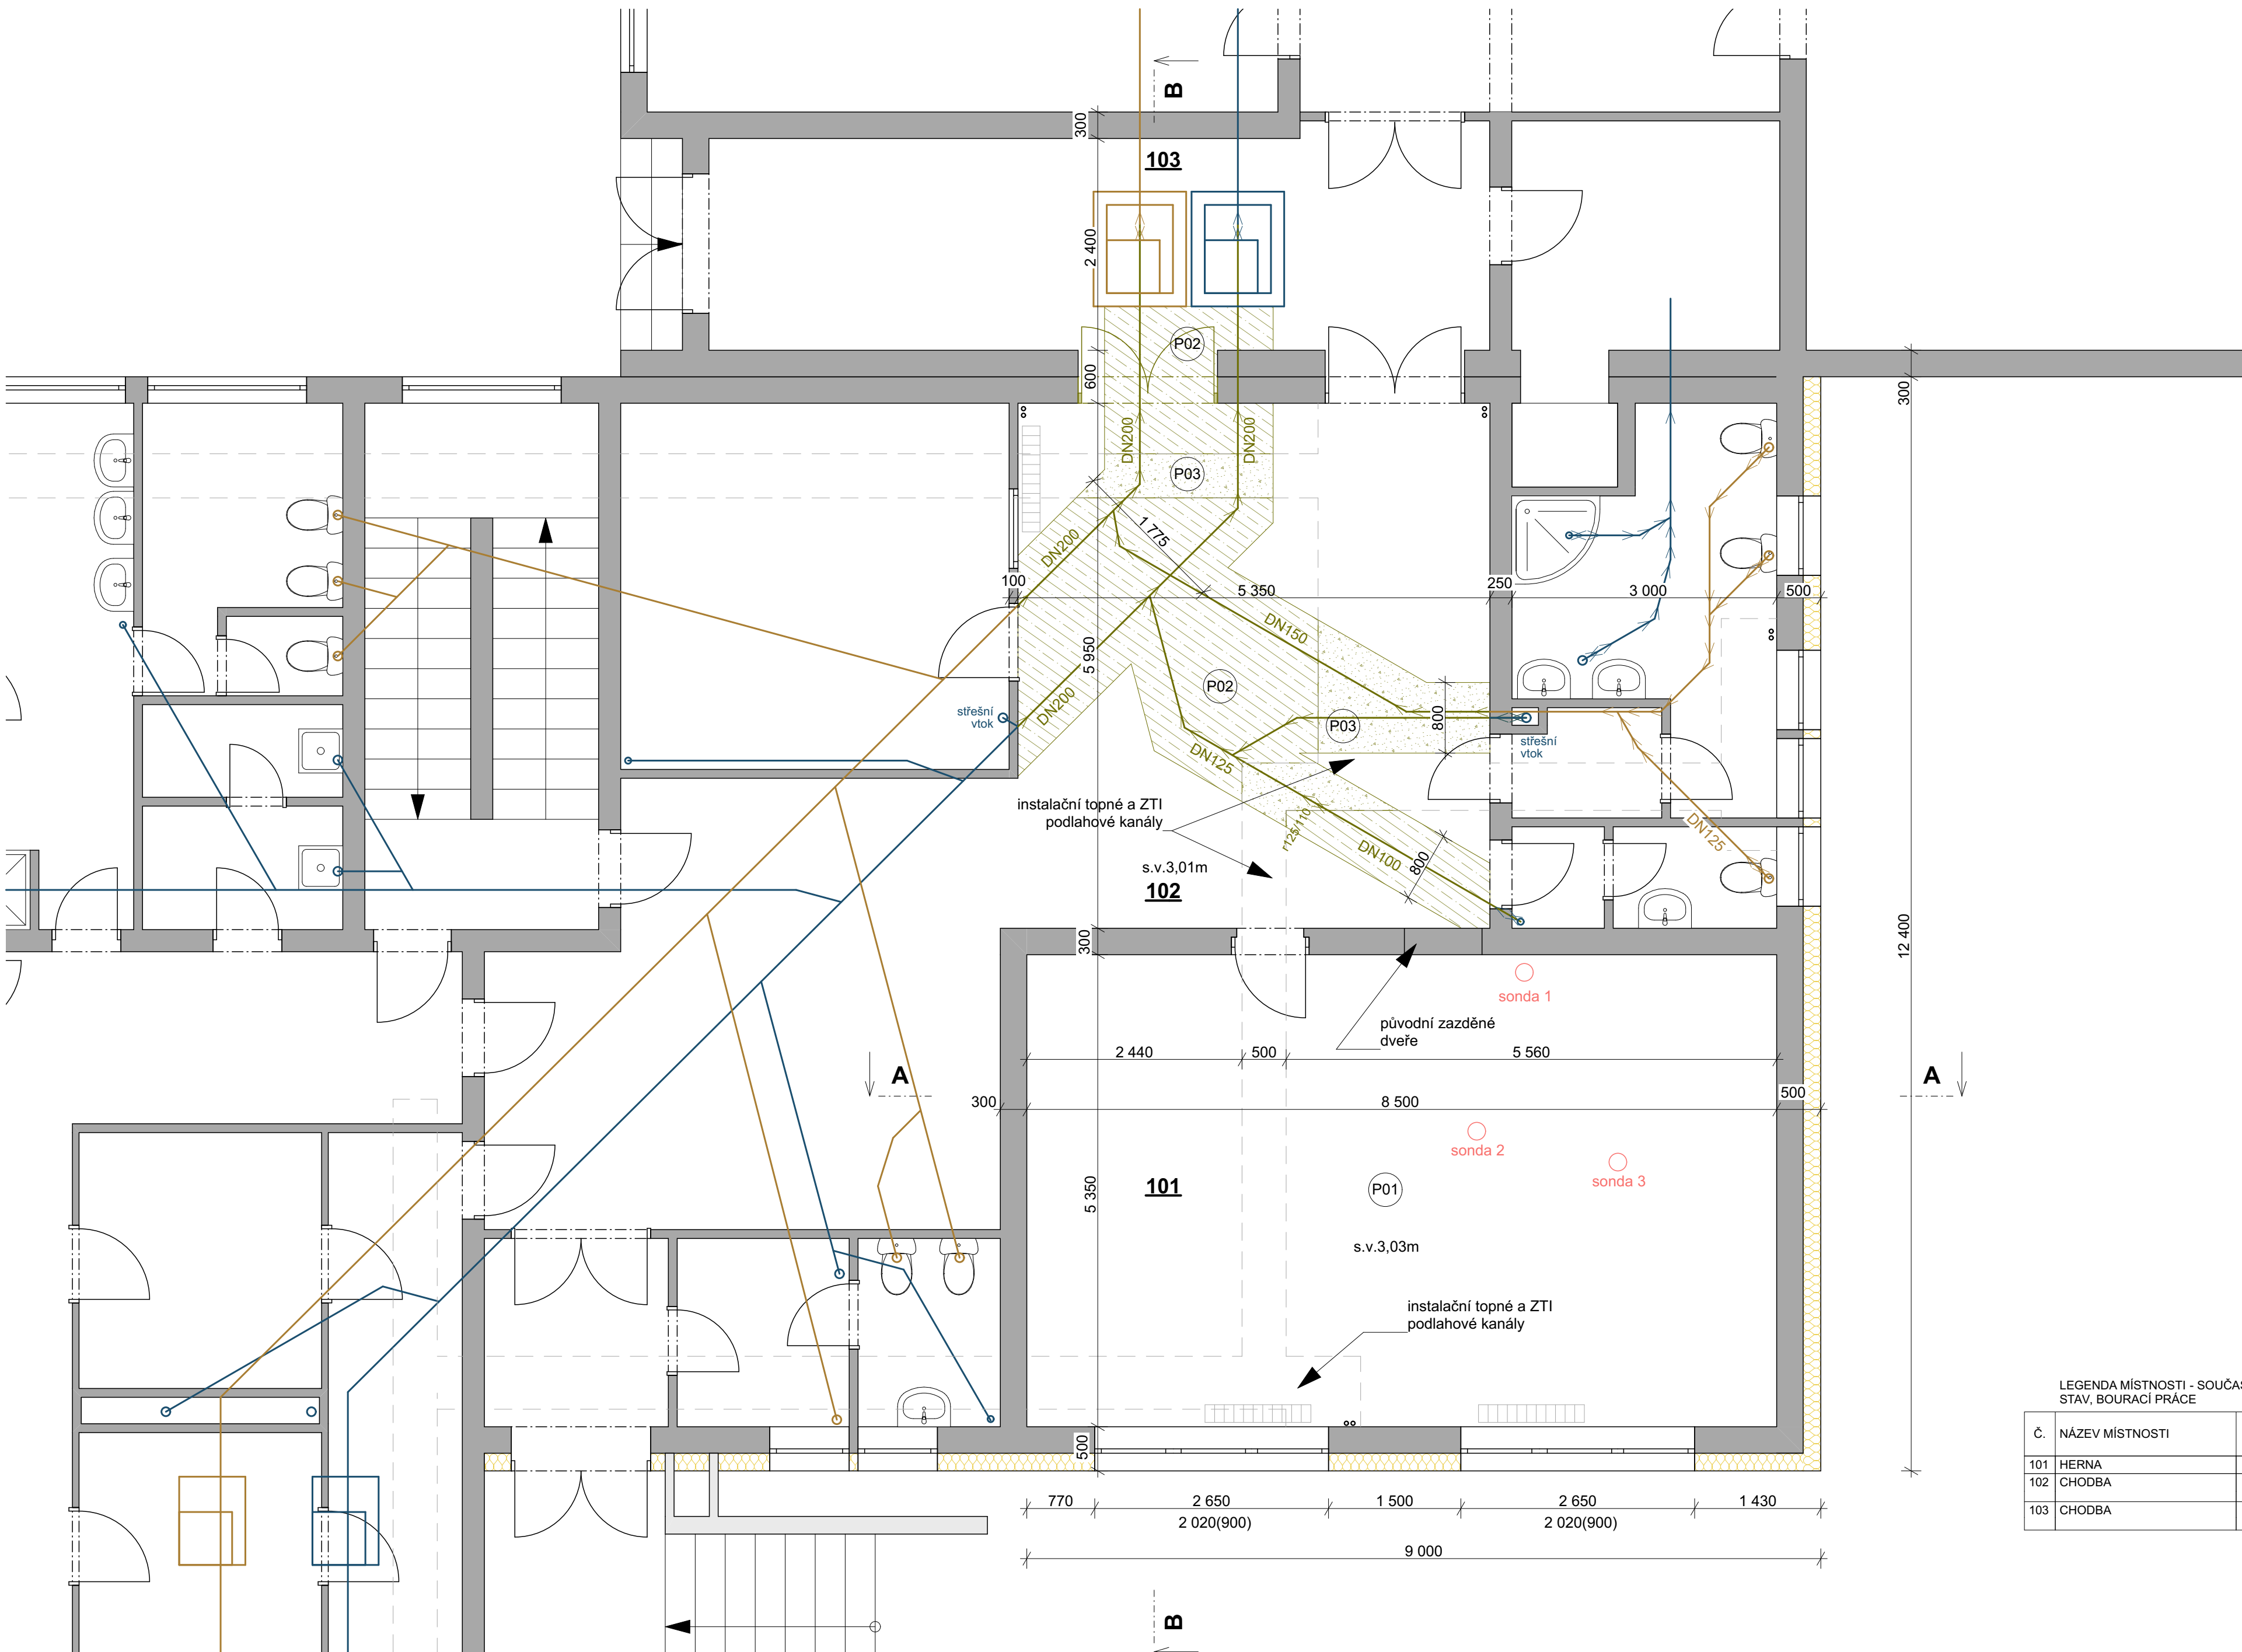 B
300
103
2 400
P02
600
300
DN200
DN200
P03
1 775
DN200
100
5 350
250
3 000
500
DN150
5 950
P02
střešní
vtok
DN200
P03
800
střešní
vtok
DN125
instalační topné a ZTI
podlahové kanály
r125/110
DN125
DN100
800
s.v.3,01m
102
300
12 400
sonda 1
původní zazděné
dveře
2 440
500
5 560
A
A
300
8 500
500
sonda 2
sonda 3
5 350
101
P01
s.v.3,03m
instalační topné a ZTI
podlahové kanály
500
770
2 650
1 500
2 650
1 430
2 020(900)
2 020(900)
9 000
B
LEGENDA MÍSTNOSTI -
STAV, BOURACÍ PRÁCE
Č. NÁZEV MÍSTNOSTI
101 HERNA
102 CHODBA
103 CHODBA